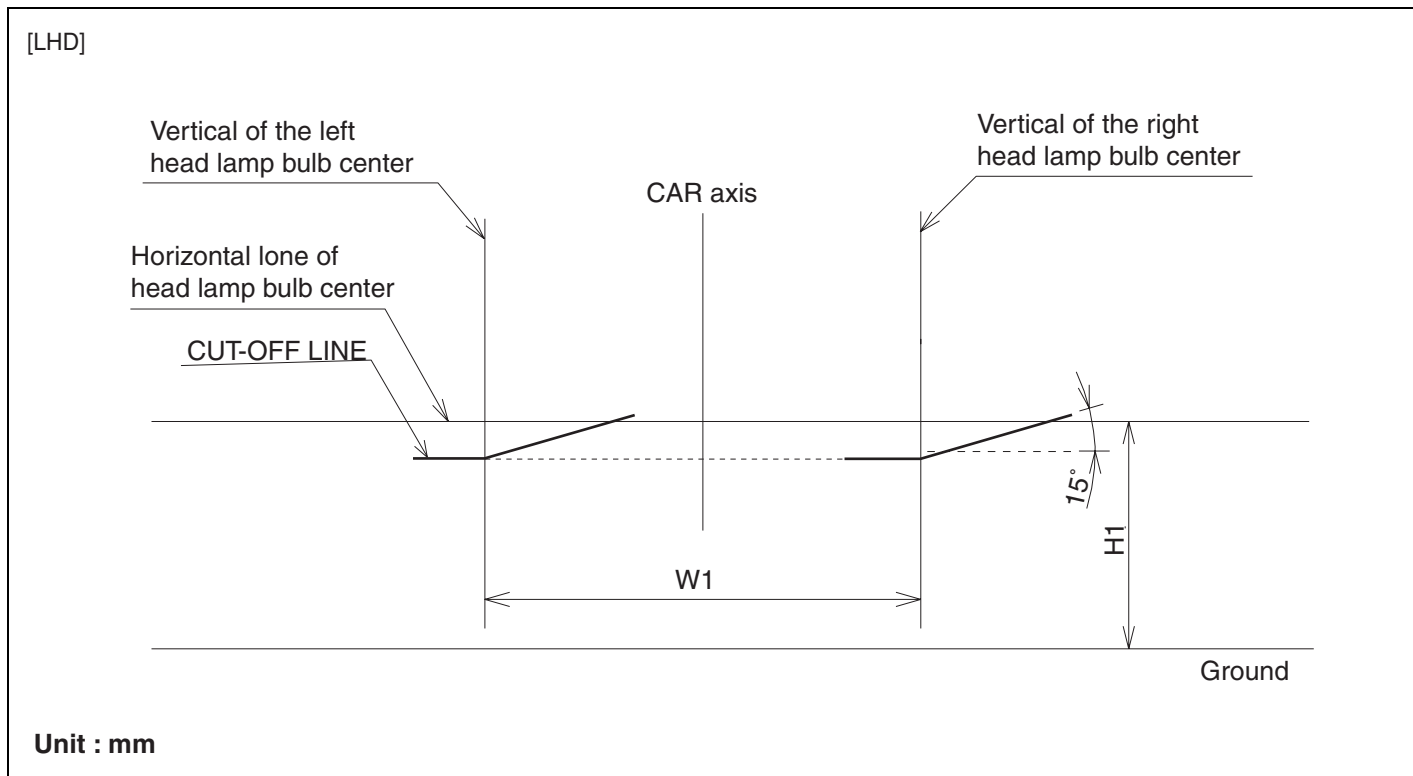 [LHD]
Vertical of the left
head lamp bulb center
Vertical of the right
head lamp bulb center
CAR axis
Horizontal lone of
head lamp bulb center
CUT-OFF LINE
15°
H1
W1
Ground
Unit : mm